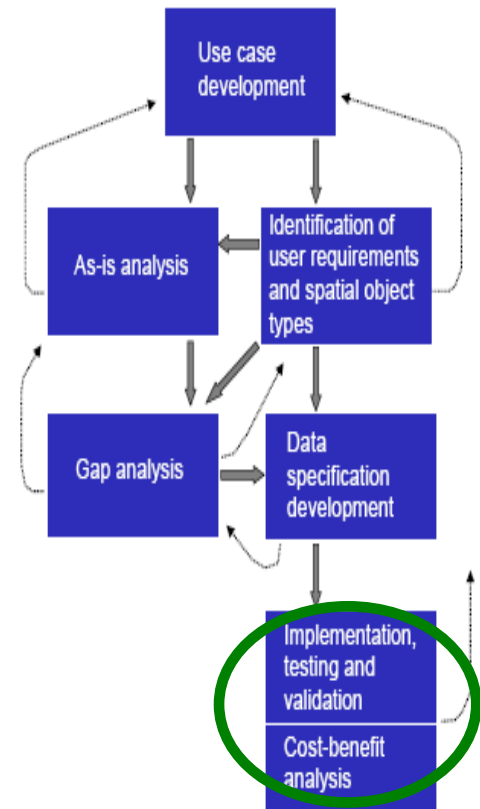 Use case
development
As-is analysis
Identification of
user requirements
and spatial object
types
Gap analysis
Data
specification
development
Implementation,
testing and
validation
Cost-benefit
analysis